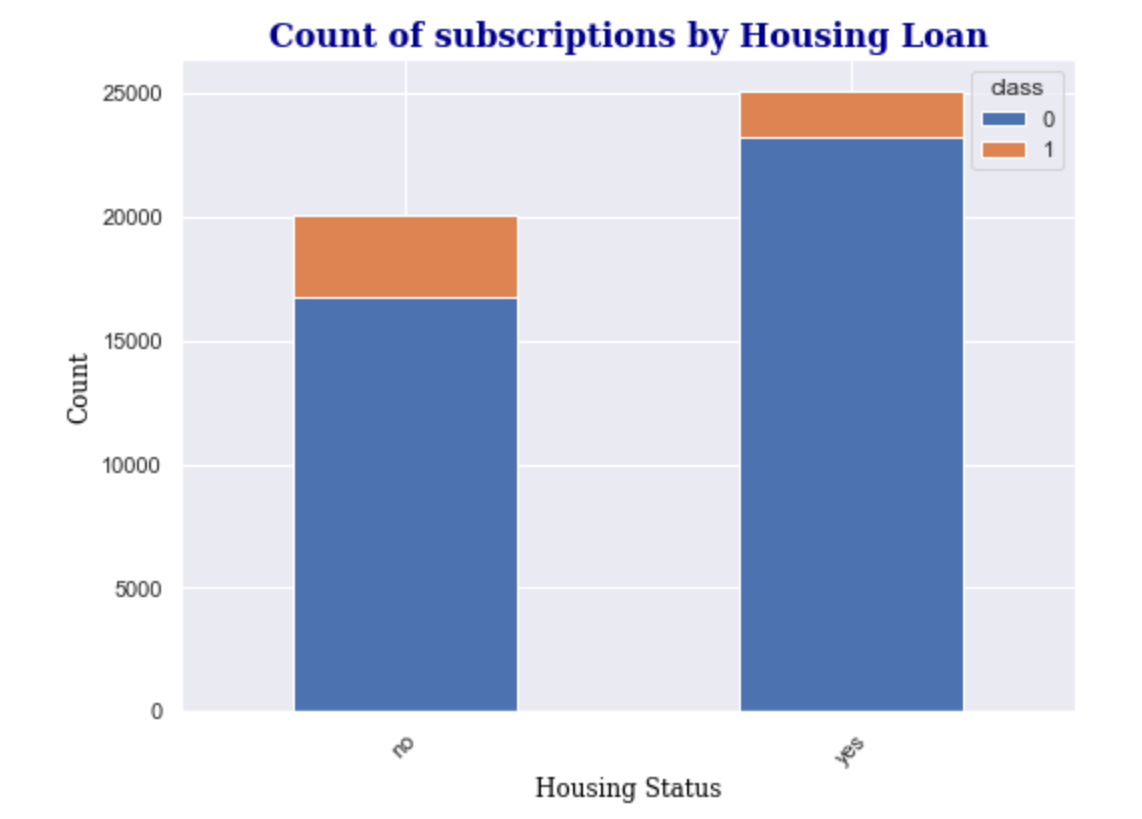 Count of subscriptions by Housing Loan
class
0
1
25000
20000
15000
10000
5000
0
Count
no
yes
Housing Status